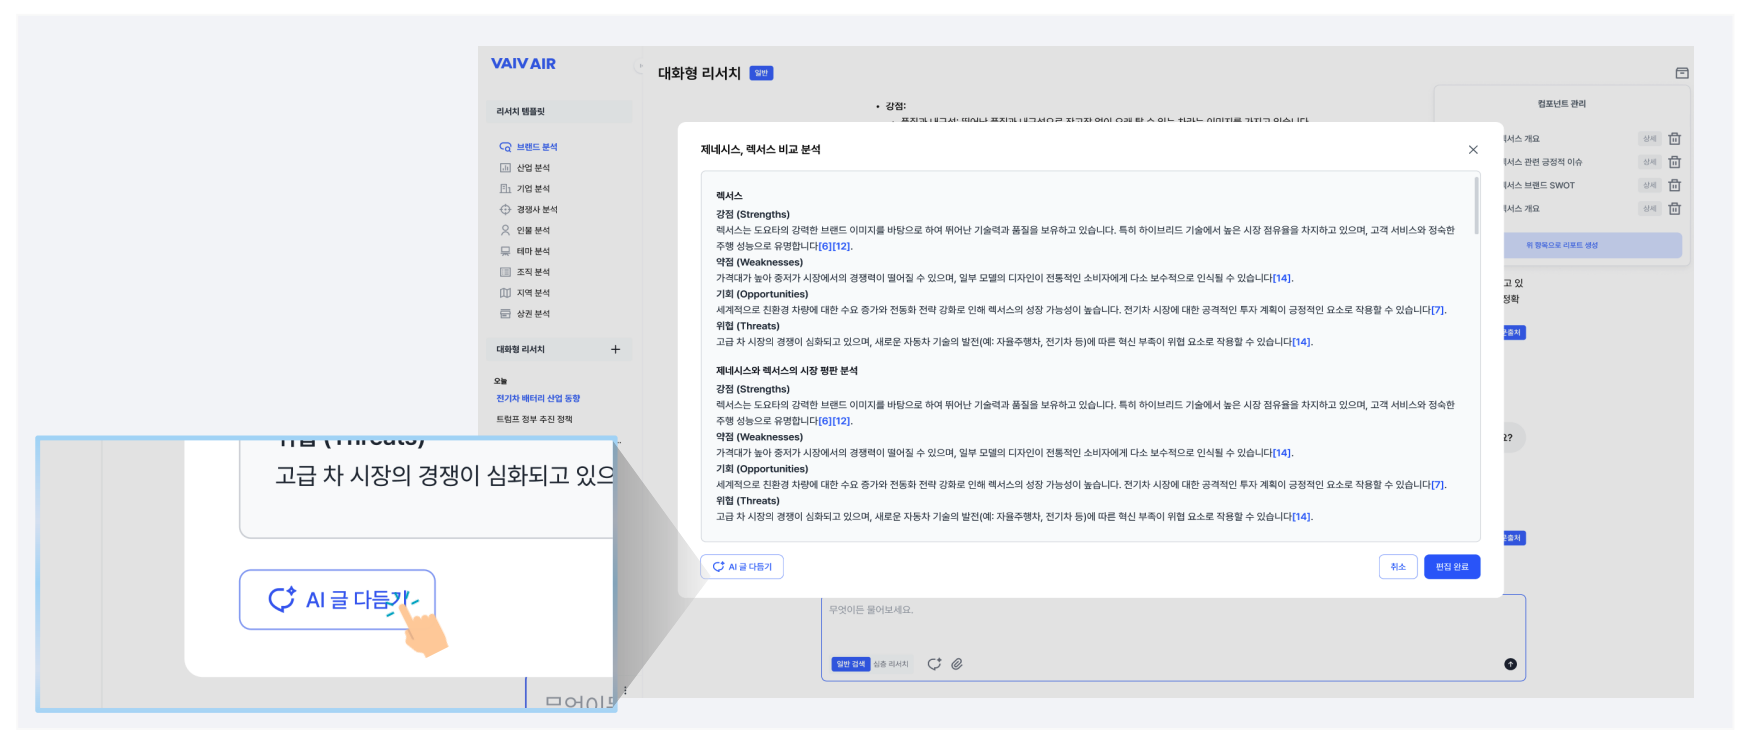 VAIV AIR
리서치 템플릿
브랜드 분석
산업 분석
기업 분석
경쟁사 분석
인물 분석
테마 분석
조직 분석
지역 분석
상권 분석
대화형 리서치 +
오늘
전기차 배터리 산업 동향
트럼프 정부 추진 정책
대화형 리서치 일반
• 강점:
컴포넌트 관리
서스 개요 상세
서스 관련 긍정적 이슈 상세
서스 브랜드 SWOT 상세
서스 개요 상세
위 항목으로 리포트 생성
고 있
정확
출처
요?
출처
제네시스, 렉서스 비교 분석
렉서스
강점 (Strengths)
렉서스는 도요타의 강력한 브랜드 이미지를 바탕으로 하여 뛰어난 기술력과 품질을 보유하고 있습니다. 특히 하이브리드 기술에서 높은 시장 점유율을 차지하고 있으며, 고객 서비스와 정숙한
주행 성능으로 유명합니다[6][12].
약점 (Weaknesses)
가격대가 높아 중저가 시장에서의 경쟁력이 떨어질 수 있으며, 일부 모델의 디자인이 전통적인 소비자에게 다소 보수적으로 인식될 수 있습니다[14].
기회 (Opportunities)
세계적으로 친환경 차량에 대한 수요 증가와 전동화 전략 강화로 인해 렉서스의 성장 가능성이 높습니다. 전기차 시장에 대한 공격적인 투자 계획이 긍정적인 요소로 작용할 수 있습니다[7].
위협 (Threats)
고급 차 시장의 경쟁이 심화되고 있으며, 새로운 자동차 기술의 발전(예: 자율주행차, 전기차 등)에 따른 혁신 부족이 위협 요소로 작용할 수 있습니다[14].
제네시스와 렉서스의 시장 평판 분석
강점 (Strengths)
렉서스는 도요타의 강력한 브랜드 이미지를 바탕으로 하여 뛰어난 기술력과 품질을 보유하고 있습니다. 특히 하이브리드 기술에서 높은 시장 점유율을 차지하고 있으며, 고객 서비스와 정숙한
주행 성능으로 유명합니다[6][12].
약점 (Weaknesses)
가격대가 높아 중저가 시장에서의 경쟁력이 떨어질 수 있으며, 일부 모델의 디자인이 전통적인 소비자에게 다소 보수적으로 인식될 수 있습니다[14].
기회 (Opportunities)
세계적으로 친환경 차량에 대한 수요 증가와 전동화 전략 강화로 인해 렉서스의 성장 가능성이 높습니다. 전기차 시장에 대한 공격적인 투자 계획이 긍정적인 요소로 작용할 수 있습니다[7].
위협 (Threats)
고급 차 시장의 경쟁이 심화되고 있으며, 새로운 자동차 기술의 발전(예: 자율주행차, 전기차 등)에 따른 혁신 부족이 위협 요소로 작용할 수 있습니다[14].
AI 글 다듬기
취소
편집 완료
무엇이든 물어보세요.
일반 검색 심층 리서치
위협 (Threats)
고급 차 시장의 경쟁이 심화되고 있으
AI 글 다듬기
무엇이든